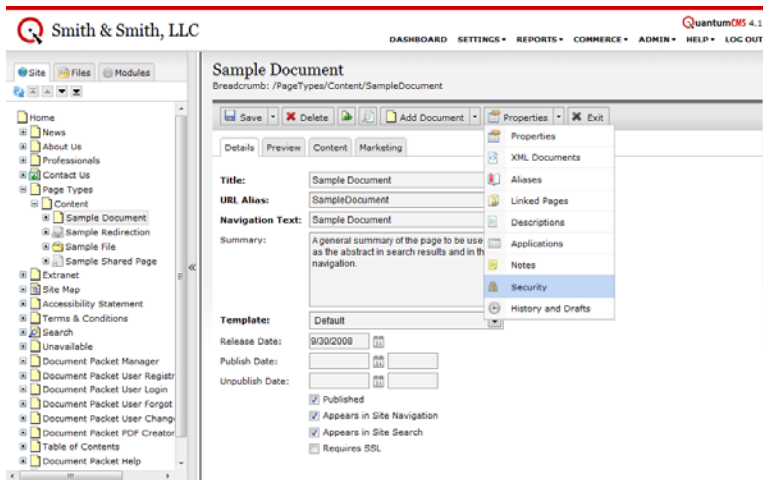 Smith & Smith, LLC
QuantumCMS 4.1
DASHBOARD SETTINGS REPORTS COMMERCE ADMIN HELP LOG OUT
Site Files Modules
Home
News
About Us
Professionals
Contact Us
Page Types
Content
Sample Document
Sample Redirection
Sample File
Sample Shared Page
Extranet
Site Map
Accessibility Statement
Terms & Conditions
Search
Unavailable
Document Packet Manager
Document Packet User Registr
Document Packet User Login
Document Packet User Forgot
Document Packet User Chang
Document Packet PDF Creator
Table of Contents
Document Packet Help
Sample Document
Breadcrumb: /PageTypes/Content/SampleDocument
Save Delete Add Document Properties Exit
Details Preview Content Marketing
Title: Sample Document
URL Alias: SampleDocument
Navigation Text: Sample Document
Summary: A general summary of the page to be use
as the abstract in search results and in th
navigation.
Template: Default
Release Date: 9/30/2008
Publish Date:
Unpublish Date:
Published
Appears in Site Navigation
Appears in Site Search
Requires SSL
Properties
XML Documents
Aliases
Linked Pages
Descriptions
Applications
Notes
Security
History and Drafts